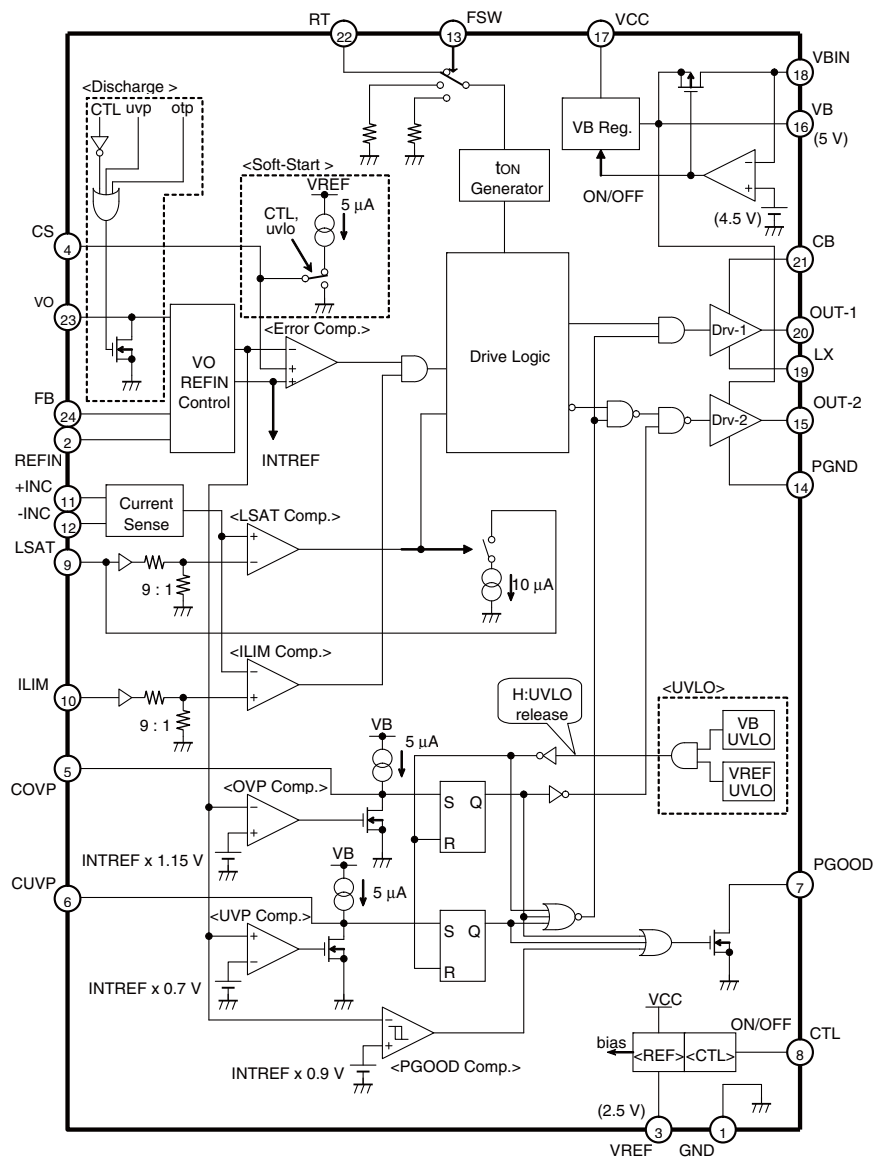 RT
FSW
VCC
22
13
17
VBIN
18
<Discharge >
CTL
uvp
otp
VB Reg.
VB
16
(5 V)
<Soft-Start >
VREF
5 μA
tON
Generator
ON/OFF
(4.5 V)
CTL,
uvlo
CS
4
CB
21
VO
23
<Error Comp.>
VO
REFIN
Control
Drive Logic
Drv-1
OUT-1
20
LX
19
FB
24
2
REFIN
INTREF
Drv-2
OUT-2
15
PGND
14
+INC
11
-INC
12
Current
Sense
<LSAT Comp.>
LSAT
9
9 : 1
10 μA
<ILIM Comp.>
ILIM
10
9 : 1
H:UVLO
release
<UVLO>
VB
UVLO
VREF
UVLO
VB
5 μA
5
COVP
<OVP Comp.>
S
Q
R
INTREF x 1.15 V
VB
5 μA
CUVP
6
PGOOD
7
<UVP Comp.>
S
Q
R
INTREF x 0.7 V
VCC
ON/OFF
CTL
8
bias
<REF>
<CTL>
INTREF x 0.9 V
<PGOOD Comp.>
(2.5 V)
3
1
VREF
GND